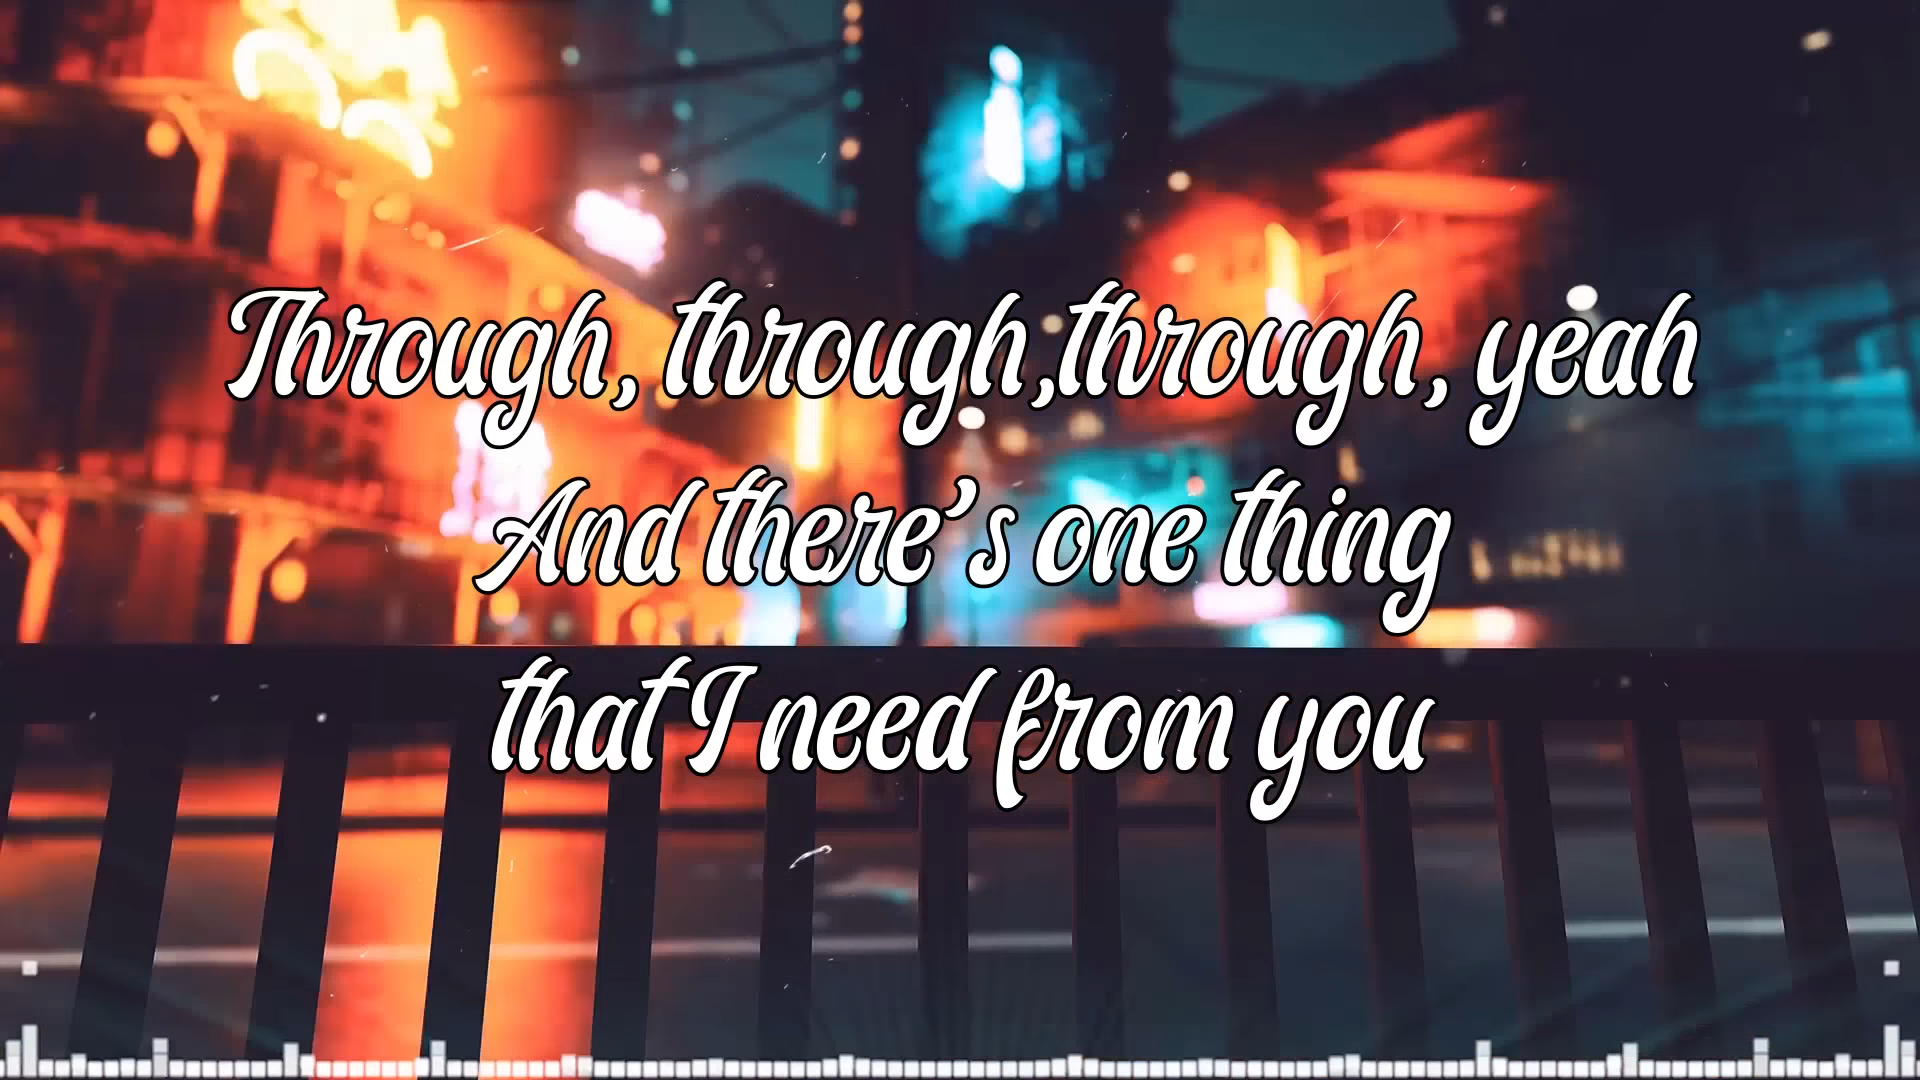 Through, through,through, yeah
And there's one thing
that I need from you